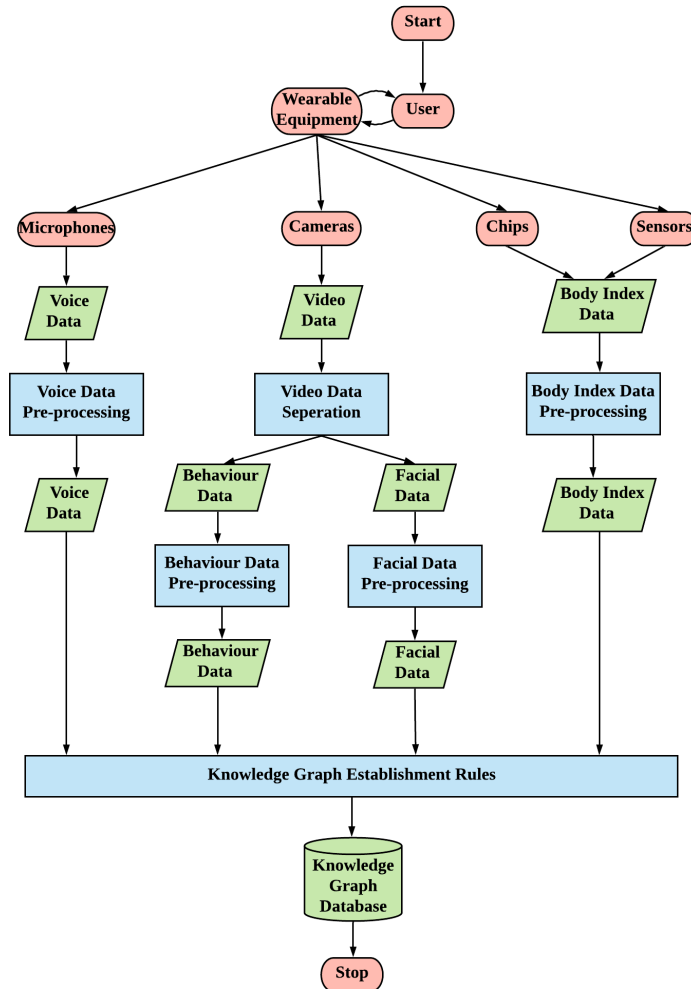 Start
Wearable
Equipment
User
Microphones
Cameras
Chips
Sensors
Voice
Data
Video
Data
Body Index
Data
Voice Data
Pre-processing
Video Data
Seperation
Body Index Data
Pre-processing
Voice
Data
Behaviour
Data
Facial
Data
Body Index
Data
Behaviour Data
Pre-processing
Facial Data
Pre-processing
Behaviour
Data
Facial
Data
Knowledge Graph Establishment Rules
Knowledge
Graph
Database
Stop